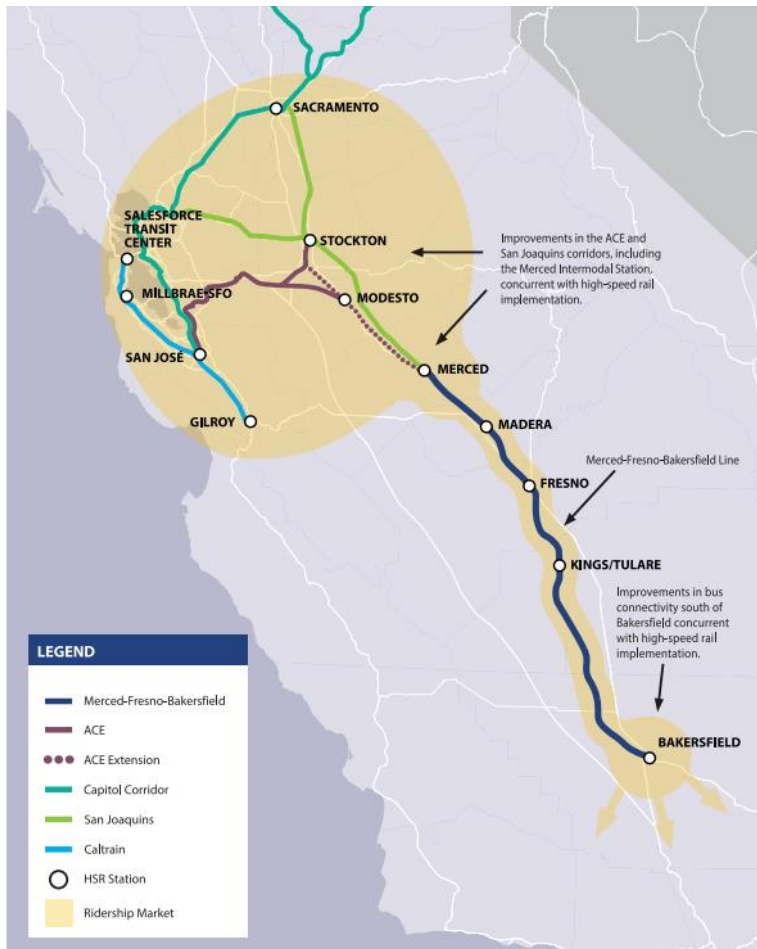 SACRAMENTO
SALESFORCE
TRANSIT
CENTER
STOCKTON
Improvements in the ACE and
San Joaquins corridors, including
the Merced Intermodal Station,
concurrent with high-speed rail
implementation.
MILLBRAE-SFO
MODESTO
SAN JOSÉ
MERCED
GILROY
MADERA
Merced-Fresno-Bakersfield Line
FRESNO
KINGS/TULARE
Improvements in bus
connectivity south of
Bakersfield concurrent
with high-speed rail
implementation.
BAKERSFIELD
LEGEND
Merced-Fresno-Bakersfield
ACE
ACE Extension
Capitol Corridor
San Joaquins
Caltrain
HSR Station
Ridership Market